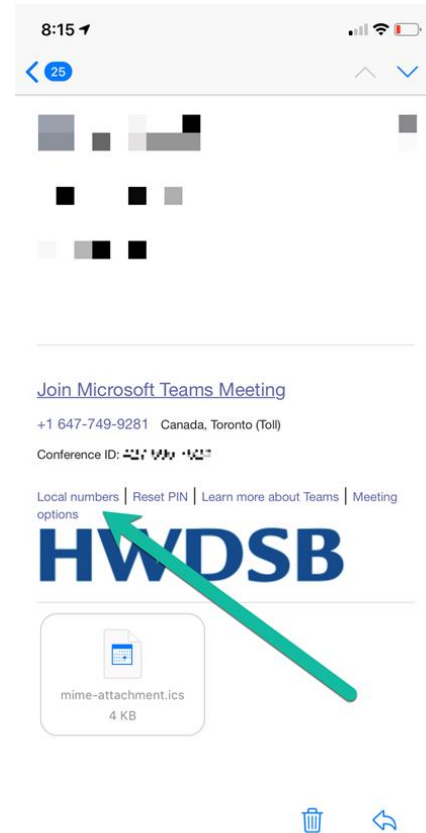 8:15
25
Join Microsoft Teams Meeting
+1 647-749-9281 Canada, Toronto (Toll)
Conference ID:
Local numbers | Reset PIN | Learn more about Teams | Meeting
options
HWDSB
mime-attachment.ics
4 KB